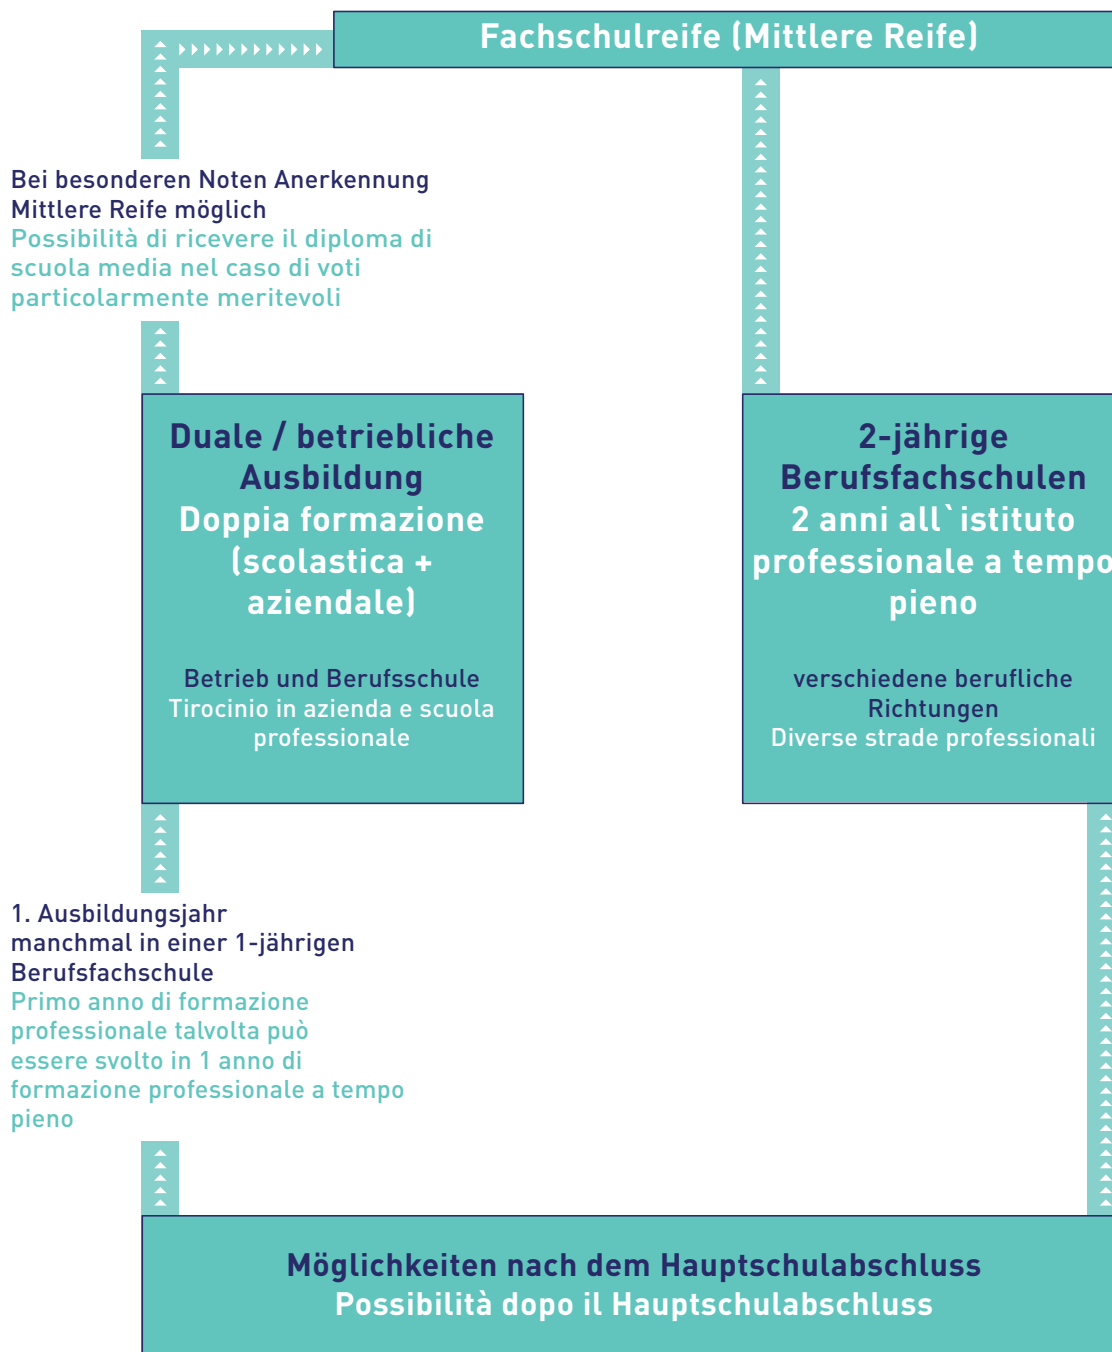 Fachschulreife (Mittlere Reife)
Bei besonderen Noten Anerkennung
Mittlere Reife möglich
Possibilità di ricevere il diploma di
scuola media nel caso di voti
particolarmente meritevoli
Duale / betriebliche
Ausbildung
Doppia formazione
(scolastica +
aziendale)
Betrieb und Berufsschule
Tirocinio in azienda e scuola
professionale
2-jährige
Berufsfachschulen
2 anni all`istituto
professionale a tempo
pieno
verschiedene berufliche
Richtungen
Diverse strade professionali
1. Ausbildungsjahr
manchmal in einer 1-jährigen
Berufsfachschule
Primo anno di formazione
professionale talvolta può
essere svolto in 1 anno di
formazione professionale a tempo
pieno
Möglichkeiten nach dem Hauptschulabschluss
Possibilità dopo il Hauptschulabschluss